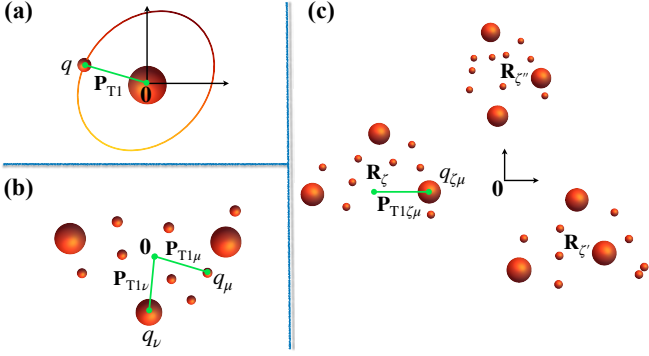 (a)
q
P_T1
0
(b)
0
P_T1μ
P_T1ν
q_μ
q_ν
(c)
R_ζ''
R_ζ
q_ζμ
P_T1ζμ
0
R_ζ'